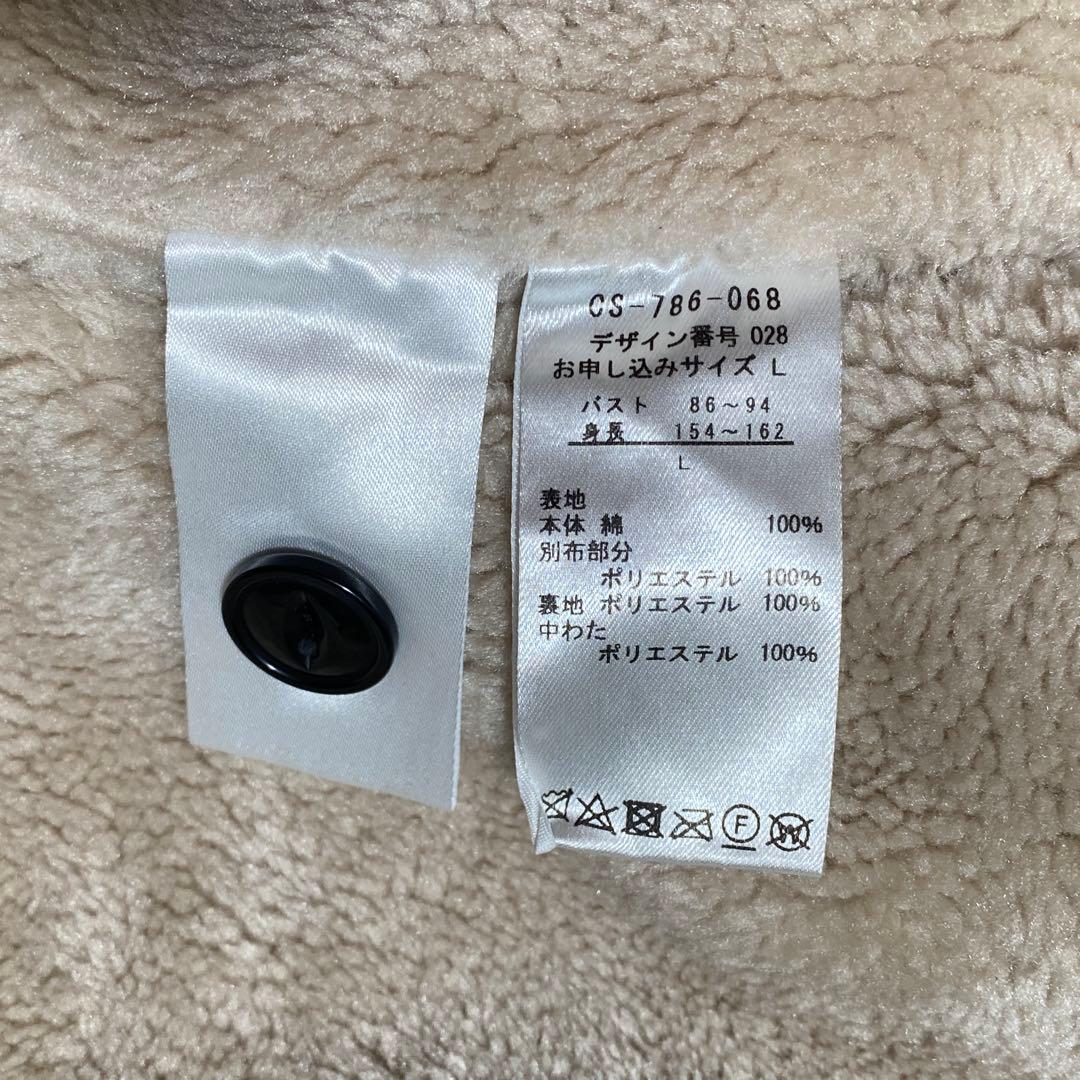 CS-786-068
デザイン番号 028
お申し込みサイズ L
バスト 86～94
身長 154～162
L
表地
本体 綿 100%
別布部分
ポリエステル 100%
裏地 ポリエステル 100%
中わた
ポリエステル 100%
F
W